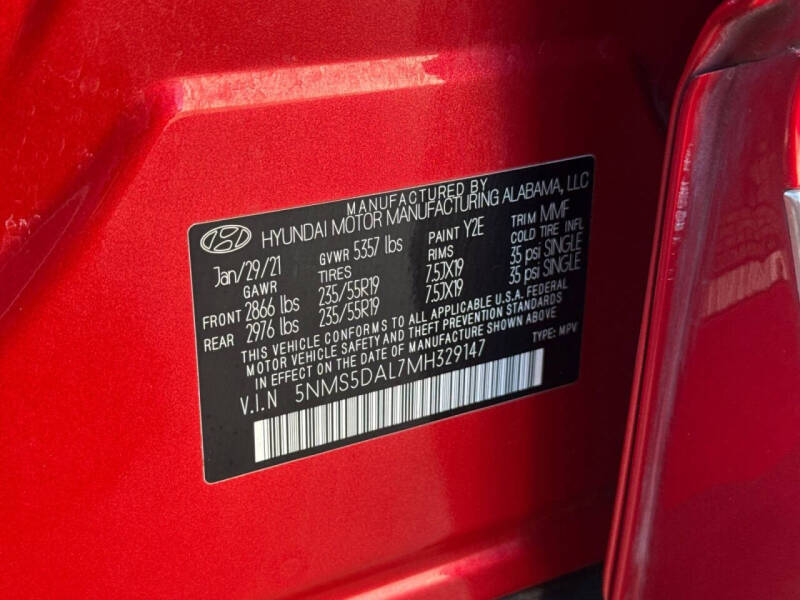 MANUFACTURED BY
HYUNDAI MOTOR MANUFACTURING ALABAMA, LLC
Jan/29/21 GVWR 5357 lbs PAINT Y2E TRIM MMF
GAWR TIRES RIMS COLD TIRE INFL
FRONT 2866 lbs 235/55R19 7.5JX19 35 psi SINGLE
REAR 2976 lbs 235/55R19 7.5JX19 35 psi SINGLE
THIS VEHICLE CONFORMS TO ALL APPLICABLE U.S.A. FEDERAL
MOTOR VEHICLE SAFETY AND THEFT PREVENTION STANDARDS
IN EFFECT ON THE DATE OF MANUFACTURE SHOWN ABOVE
V.I.N 5NMS5DAL7MH329147 TYPE: MPV